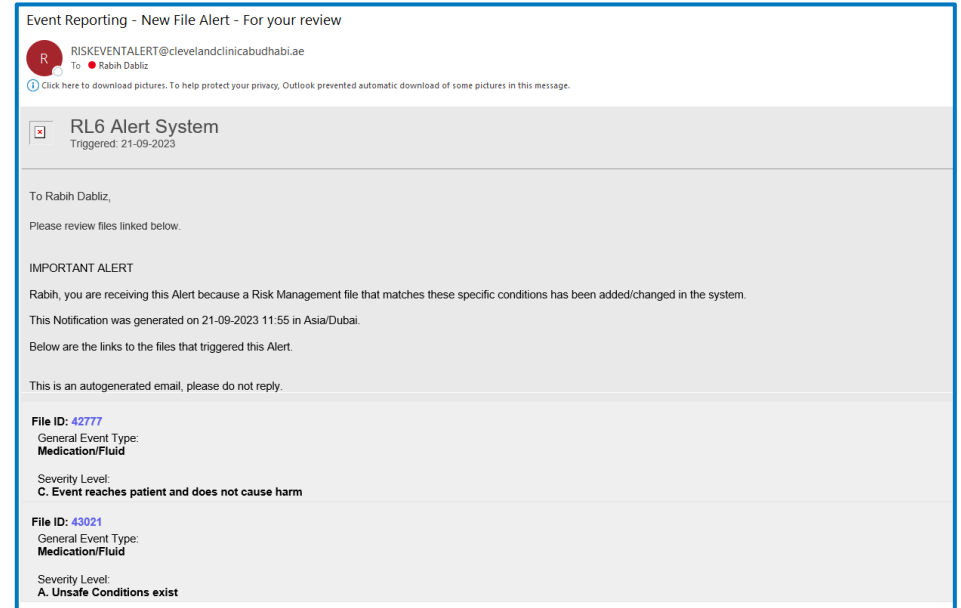 Event Reporting - New File Alert - For your review
R
RISKEVENTALERT@clevelandclinicabudhabi.ae
To Rabih Dabliz
Click here to download pictures. To help protect your privacy, Outlook prevented automatic download of some pictures in this message.
RL6 Alert System
Triggered: 21-09-2023
To Rabih Dabliz,
Please review files linked below.
IMPORTANT ALERT
Rabih, you are receiving this Alert because a Risk Management file that matches these specific conditions has been added/changed in the system.
This Notification was generated on 21-09-2023 11:55 in Asia/Dubai.
Below are the links to the files that triggered this Alert.
This is an autogenerated email, please do not reply.
File ID: 42777
General Event Type:
Medication/Fluid
Severity Level:
C. Event reaches patient and does not cause harm
File ID: 43021
General Event Type:
Medication/Fluid
Severity Level:
A. Unsafe Conditions exist